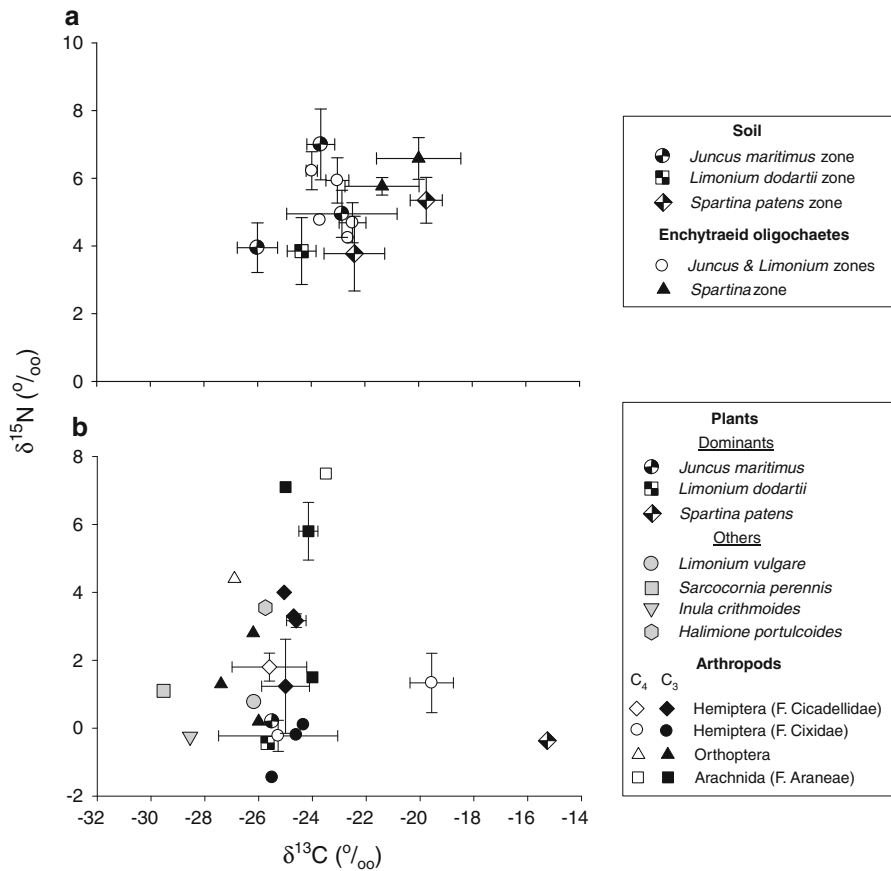 a
10
8
6
4
2
0
Soil
Juncus maritimus zone
Limonium dodartii zone
Spartina patens zone
Enchytraeid oligochaetes
Juncus & Limonium zones
Spartina zone
δ15N (o/oo)
b
8
6
4
2
0
-2
-32 -30 -28 -26 -24 -22 -20 -18 -16 -14
δ13C (o/oo)
Plants
Dominants
Juncus maritimus
Limonium dodartii
Spartina patens
Others
Limonium vulgare
Sarcocornia perennis
Inula crithmoides
Halimione portulcoides
Arthropods
C4 C3
Hemiptera (F. Cicadellidae)
Hemiptera (F. Cixidae)
Orthoptera
Arachnida (F. Araneae)